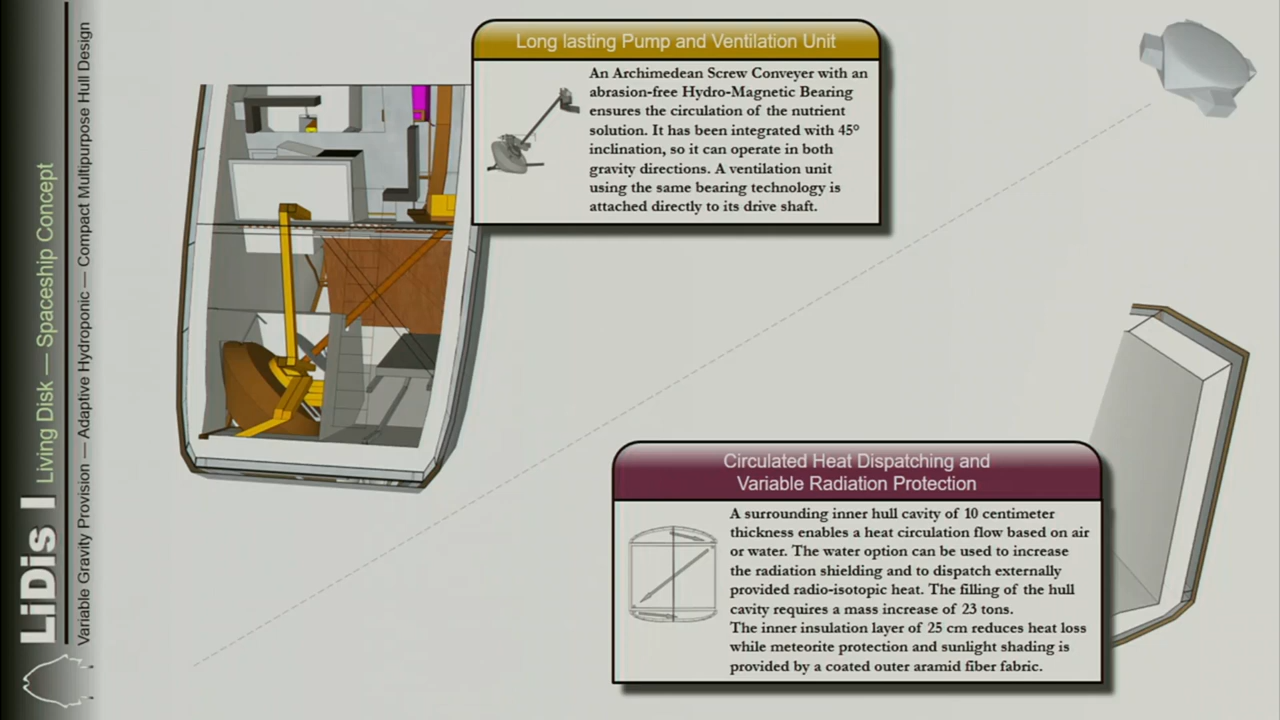 LiDis I Living Disk — Spaceship Concept
Variable Gravity Provision — Adaptive Hydroponic — Compact Multipurpose Hull Design
Long lasting Pump and Ventilation Unit
An Archimedean Screw Conveyer with an
abrasion-free Hydro-Magnetic Bearing
ensures the circulation of the nutrient
solution. It has been integrated with 45°
inclination, so it can operate in both
gravity directions. A ventilation unit
using the same bearing technology is
attached directly to its drive shaft.
Circulated Heat Dispatching and
Variable Radiation Protection
A surrounding inner hull cavity of 10 centimeter
thickness enables a heat circulation flow based on air
or water. The water option can be used to increase
the radiation shielding and to dispatch externally
provided radio-isotopic heat. The filling of the hull
cavity requires a mass increase of 23 tons.
The inner insulation layer of 25 cm reduces heat loss
while meteorite protection and sunlight shading is
provided by a coated outer aramid fiber fabric.